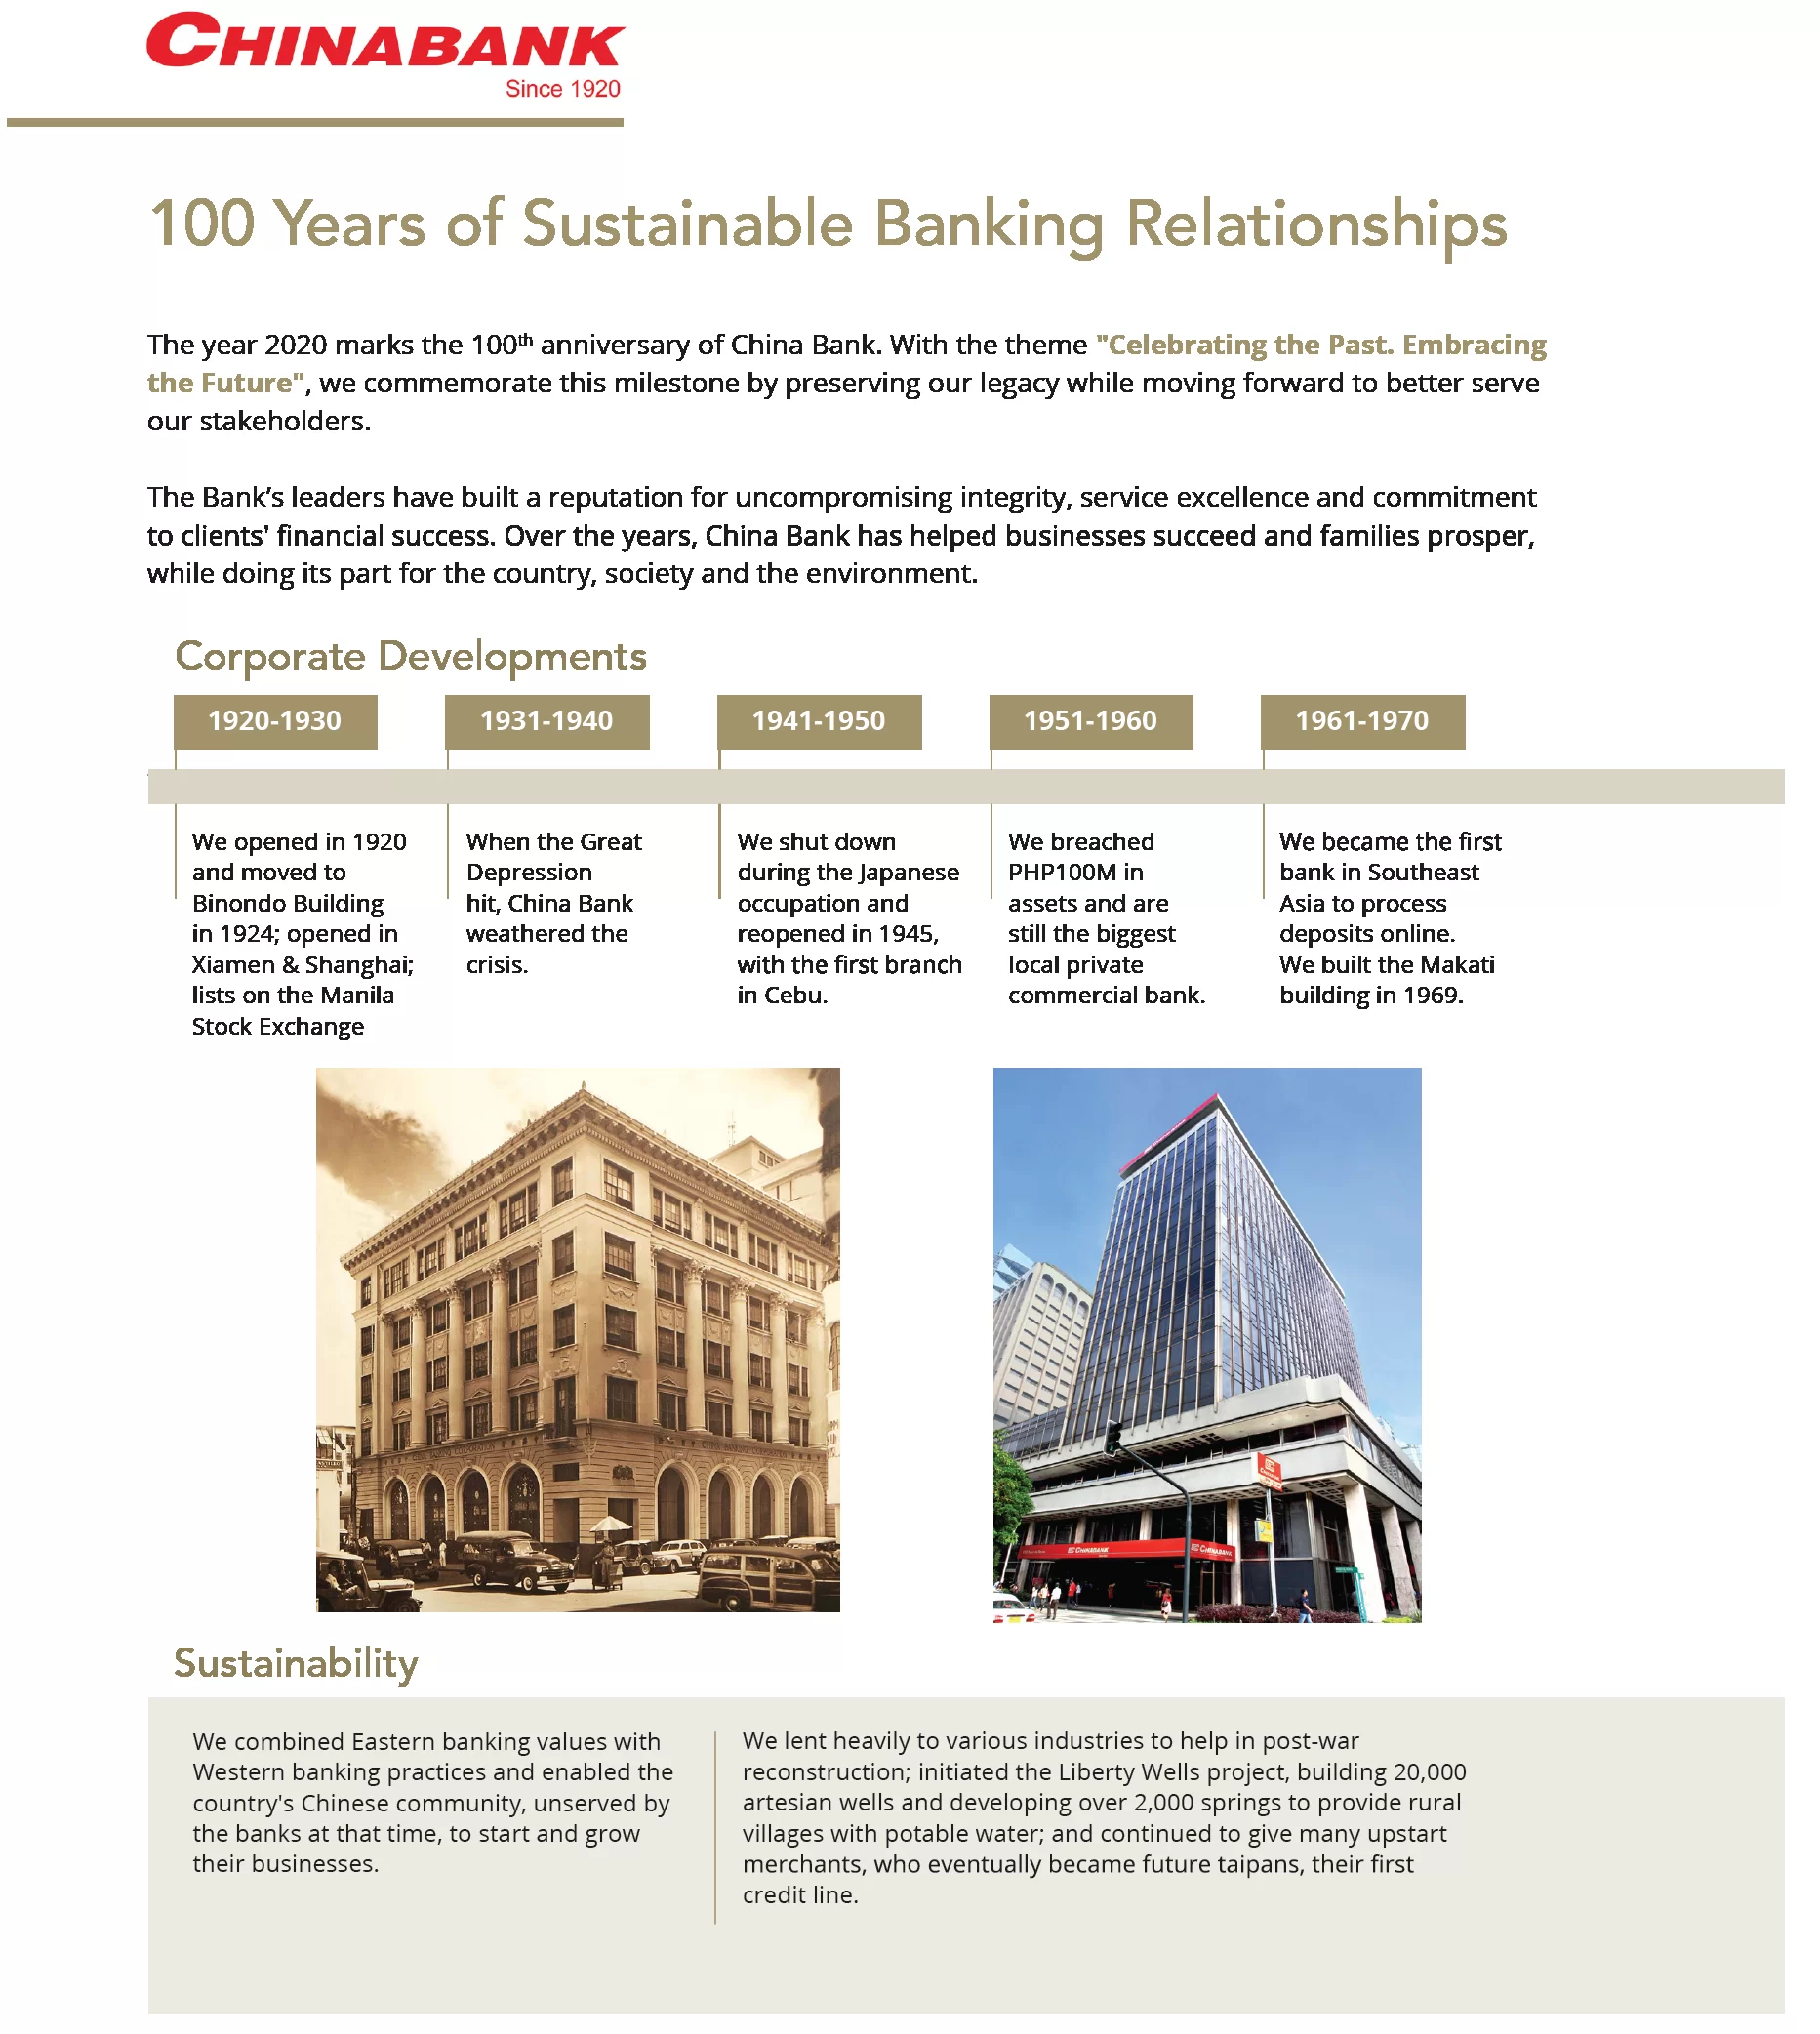 CHINABANK
Since 1920
100 Years of Sustainable Banking Relationships
The year 2020 marks the 100th anniversary of China Bank. With the theme "Celebrating the Past. Embracing
the Future", we commemorate this milestone by preserving our legacy while moving forward to better serve
our stakeholders.
The Bank’s leaders have built a reputation for uncompromising integrity, service excellence and commitment
to clients' financial success. Over the years, China Bank has helped businesses succeed and families prosper,
while doing its part for the country, society and the environment.
Corporate Developments
1920-1930
We opened in 1920
and moved to
Binondo Building
in 1924; opened in
Xiamen & Shanghai;
lists on the Manila
Stock Exchange
1931-1940
When the Great
Depression
hit, China Bank
weathered the
crisis.
1941-1950
We shut down
during the Japanese
occupation and
reopened in 1945,
with the first branch
in Cebu.
1951-1960
We breached
PHP100M in
assets and are
still the biggest
local private
commercial bank.
1961-1970
We became the first
bank in Southeast
Asia to process
deposits online.
We built the Makati
building in 1969.
CHINA BANKING CORPORATION
CHINABANK
CHINABANK
Sustainability
We combined Eastern banking values with
Western banking practices and enabled the
country's Chinese community, unserved by
the banks at that time, to start and grow
their businesses.
We lent heavily to various industries to help in post-war
reconstruction; initiated the Liberty Wells project, building 20,000
artesian wells and developing over 2,000 springs to provide rural
villages with potable water; and continued to give many upstart
merchants, who eventually became future taipans, their first
credit line.